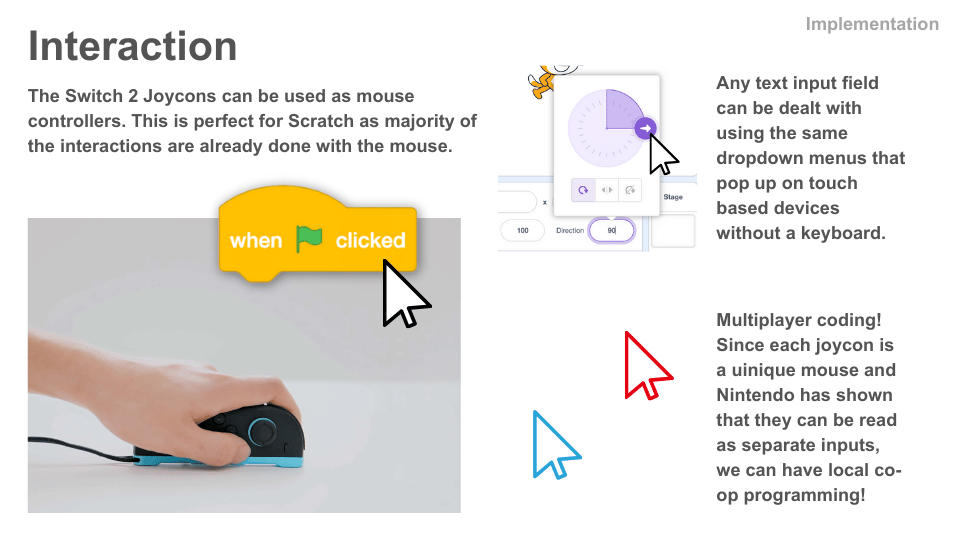 Implementation
Interaction
The Switch 2 Joycons can be used as mouse
controllers. This is perfect for Scratch as majority of
the interactions are already done with the mouse.
when clicked
x
Stage
100
Direction
90
Any text input field
can be dealt with
using the same
dropdown menus that
pop up on touch
based devices
without a keyboard.
Multiplayer coding!
Since each joycon is
a uinique mouse and
Nintendo has shown
that they can be read
as separate inputs,
we can have local co-
op programming!